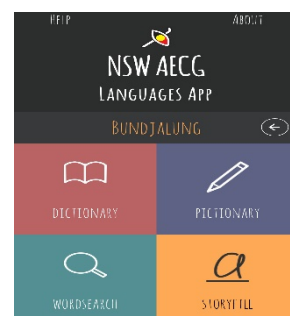 HELP ABOUT
NSW AECG
LANGUAGES APP
BUNDJALUNG
DICTIONARY PICTIONARY
WORDSEARCH STORYTELL